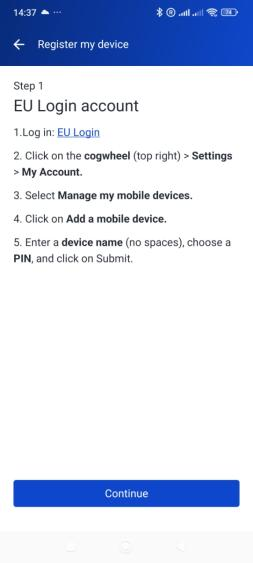 14:37
74
Register my device
Step 1
EU Login account
1.Log in: EU Login
2. Click on the cogwheel (top right) > Settings
> My Account.
3. Select Manage my mobile devices.
4. Click on Add a mobile device.
5. Enter a device name (no spaces), choose a
PIN, and click on Submit.
Continue